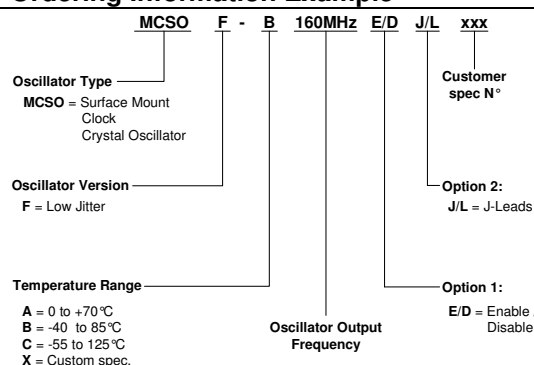 Ordering Information Example
MCSO F - B 160MHz E/D J/L xxx
Oscillator Type
MCSO = Surface Mount
Clock
Crystal Oscillator
Customer
spec N°
Oscillator Version
F = Low Jitter
Option 2:
J/L = J-Leads
Temperature Range
A = 0 to +70°C
B = -40 to 85°C
C = -55 to 125°C
X = Custom spec.
Oscillator Output
Frequency
Option 1:
E/D = Enable
Disable